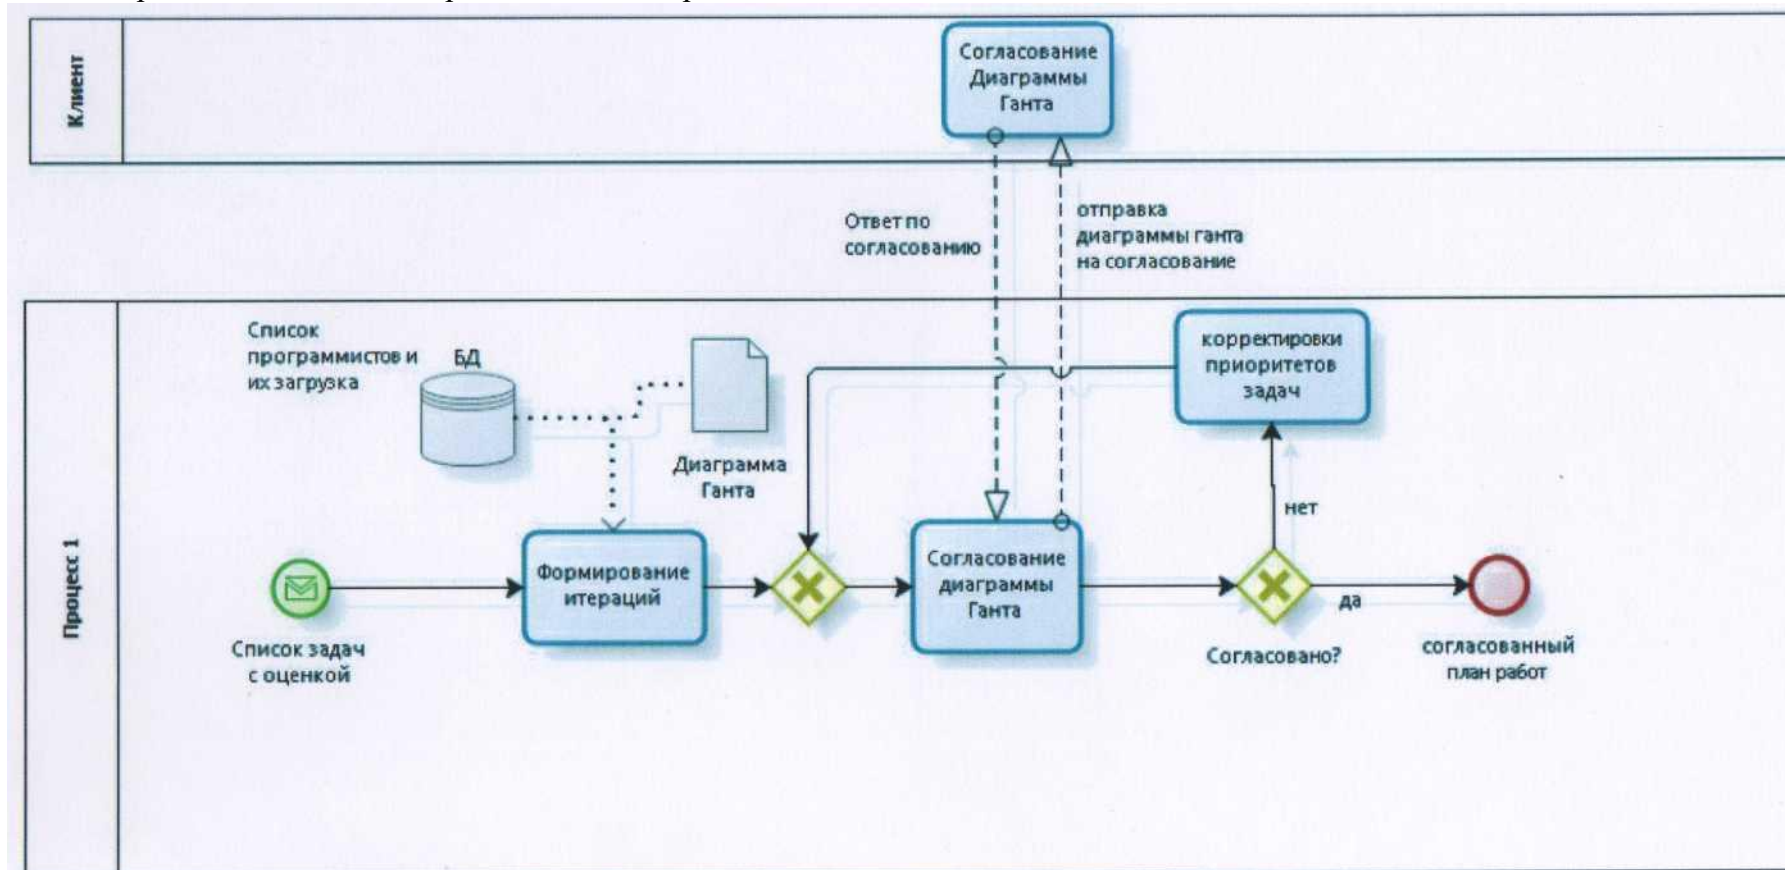 Клиент
Согласование
Диаграммы
Ганта
Ответ по
согласованию
отправка
диаграммы ганта
на согласование
Процесс 1
Список
программистов и
их загрузка
БД
Диаграмма
Ганта
корректировки
приоритетов
задач
нет
Список задач
с оценкой
Формирование
итераций
Согласование
диаграммы
Ганта
Согласовано?
да
согласованный
план работ